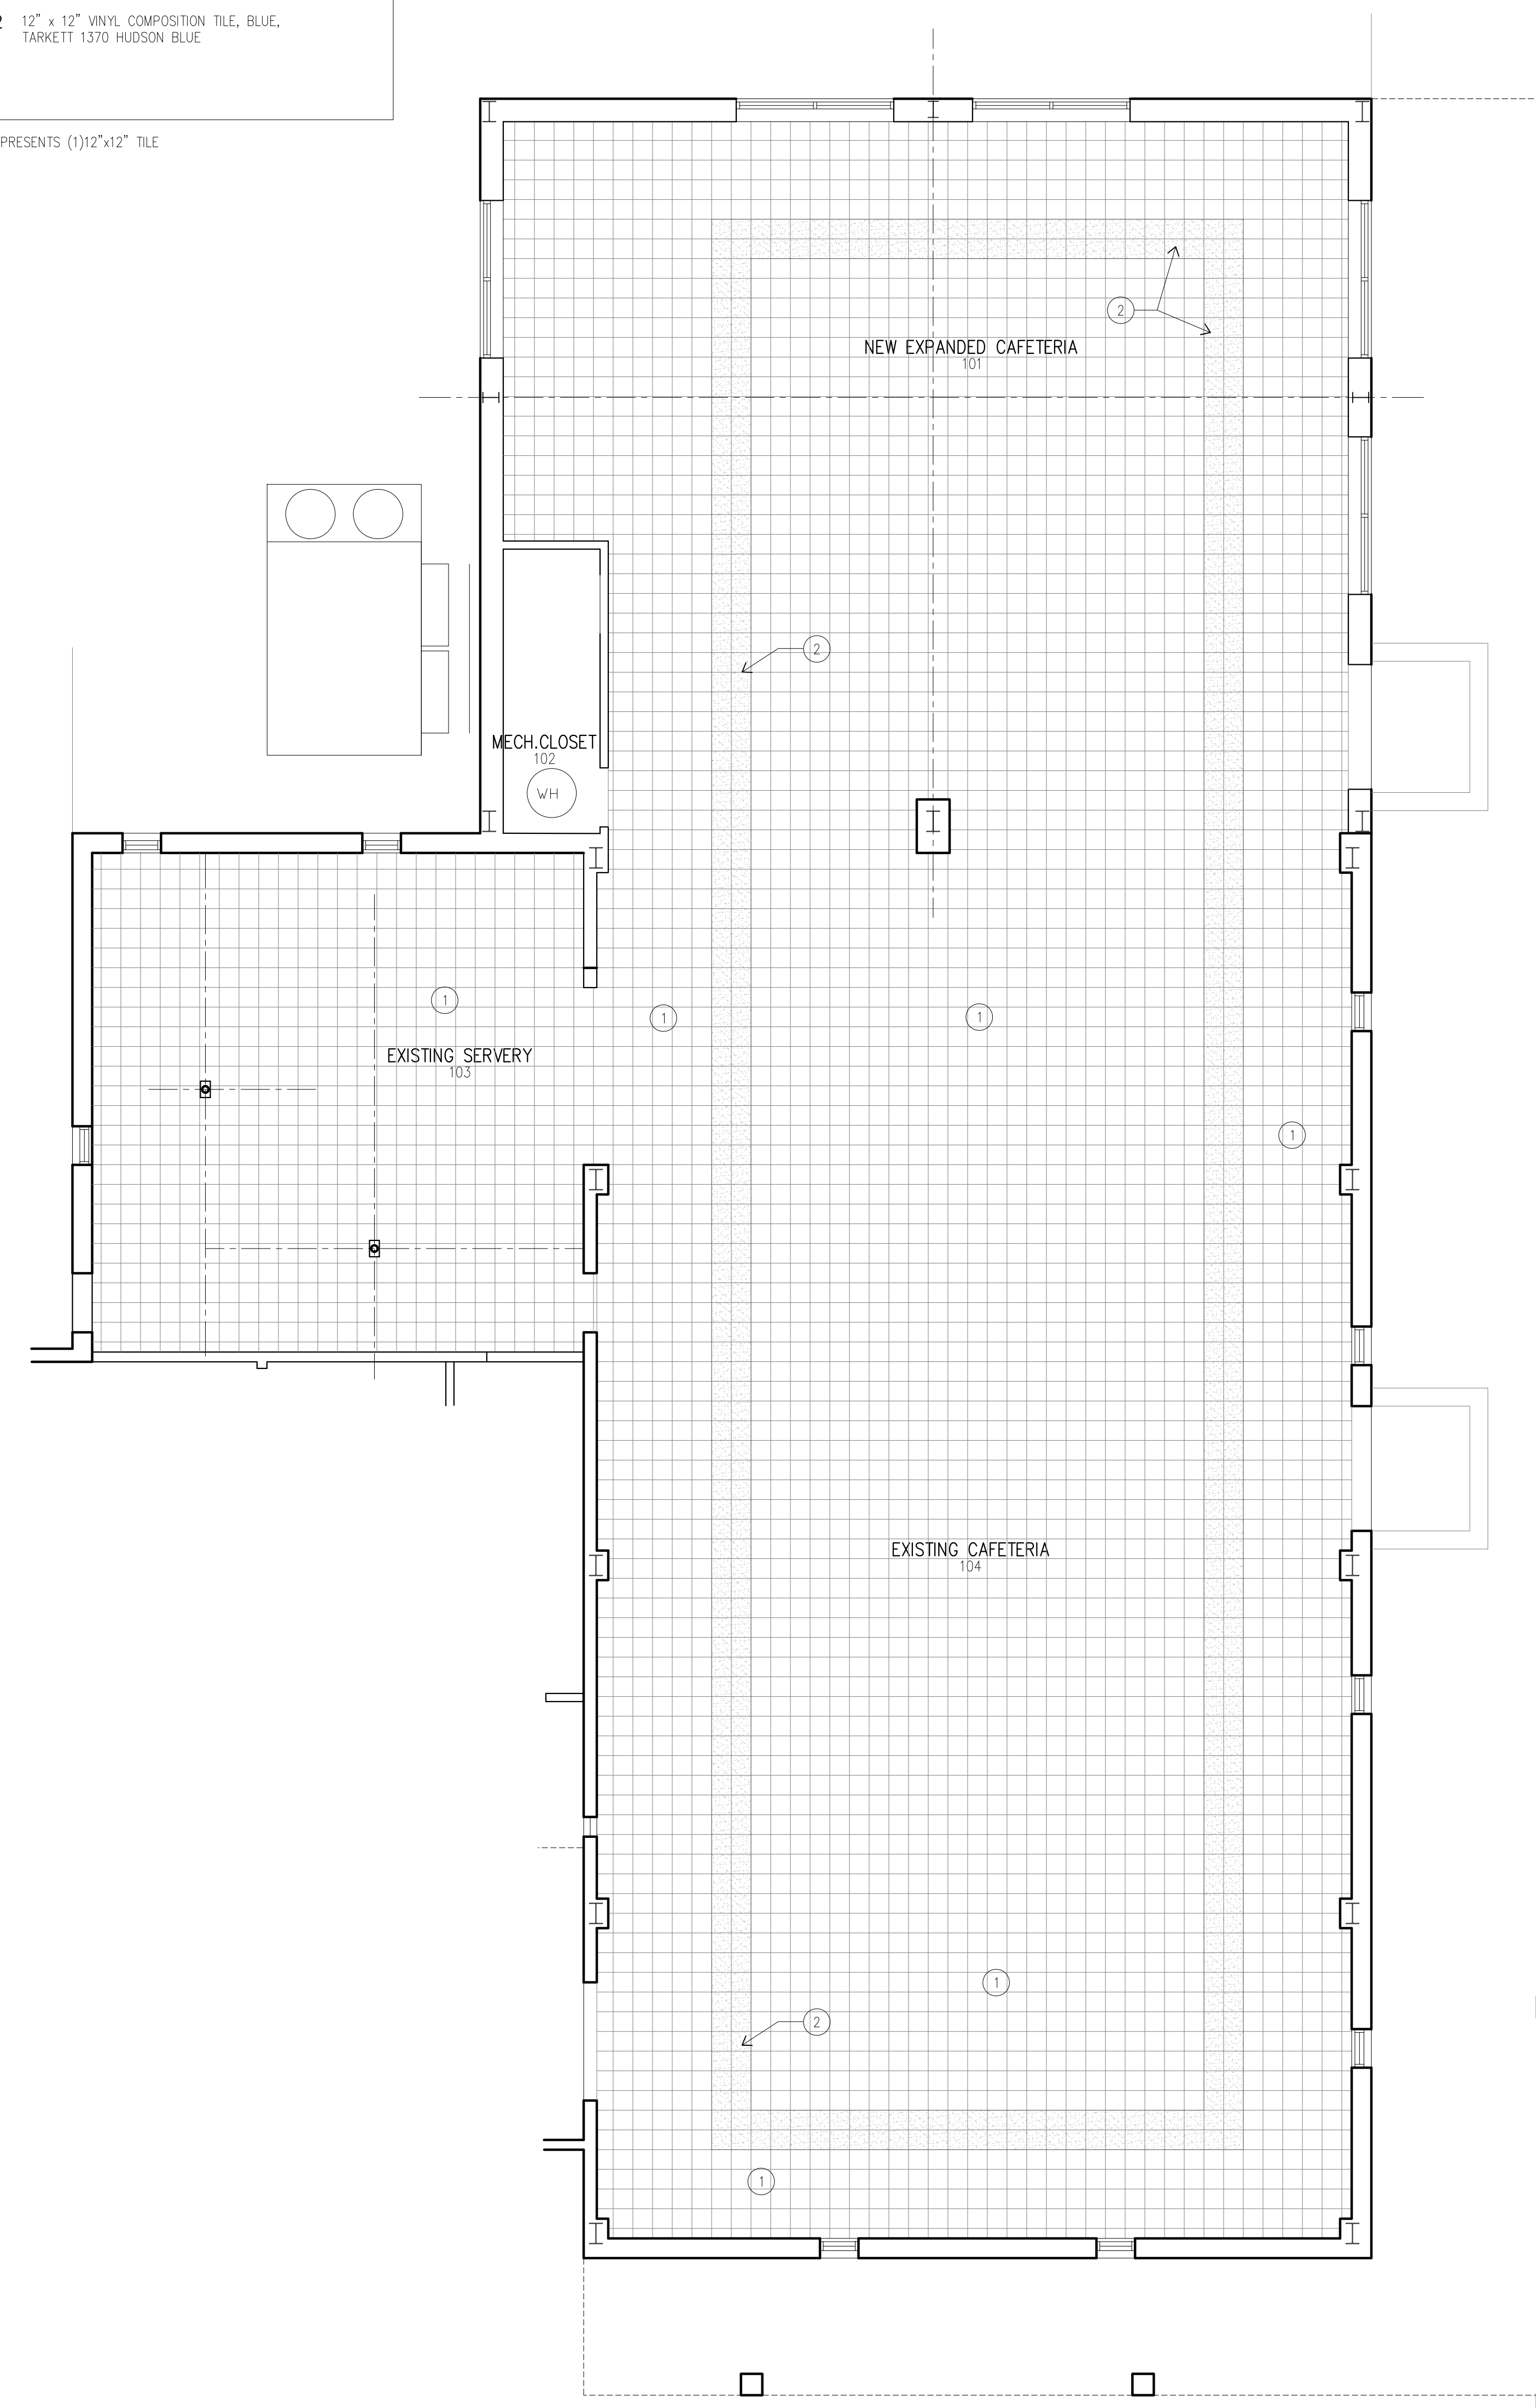 2 12" x 12" VINYL COMPOSITION TILE, BLUE,
TARKETT 1370 HUDSON BLUE
PRESENTS (1)12"x12" TILE
2
NEW EXPANDED CAFETERIA
101
2
MECH.CLOSET
102
WH
1
1
1
EXISTING SERVERY
103
1
EXISTING CAFETERIA
104
1
2
1